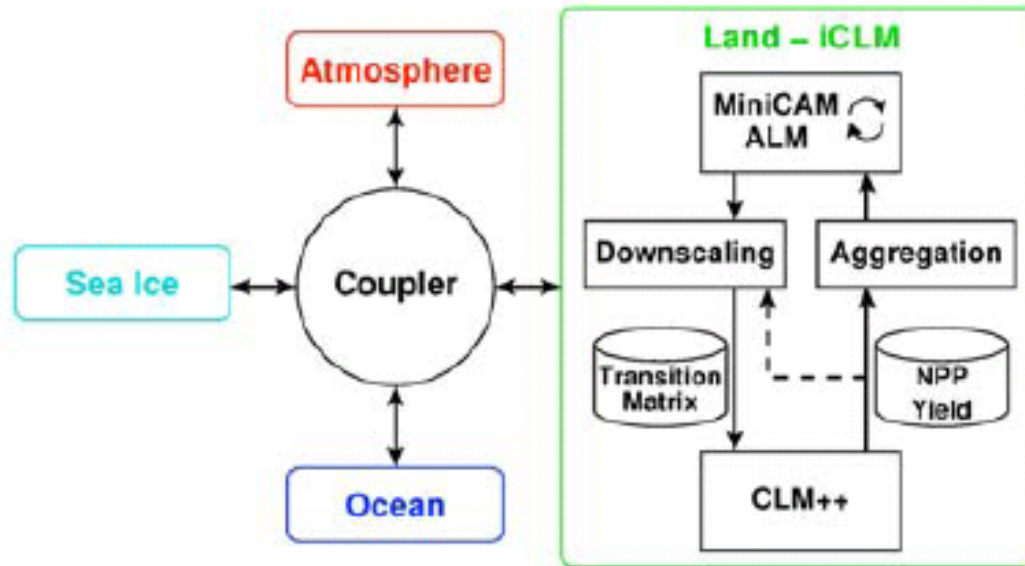 Land – iCLM
Atmosphere
MiniCAM
ALM
Downscaling
Aggregation
Sea Ice
Coupler
Transition
Matrix
NPP
Yield
Ocean
CLM++